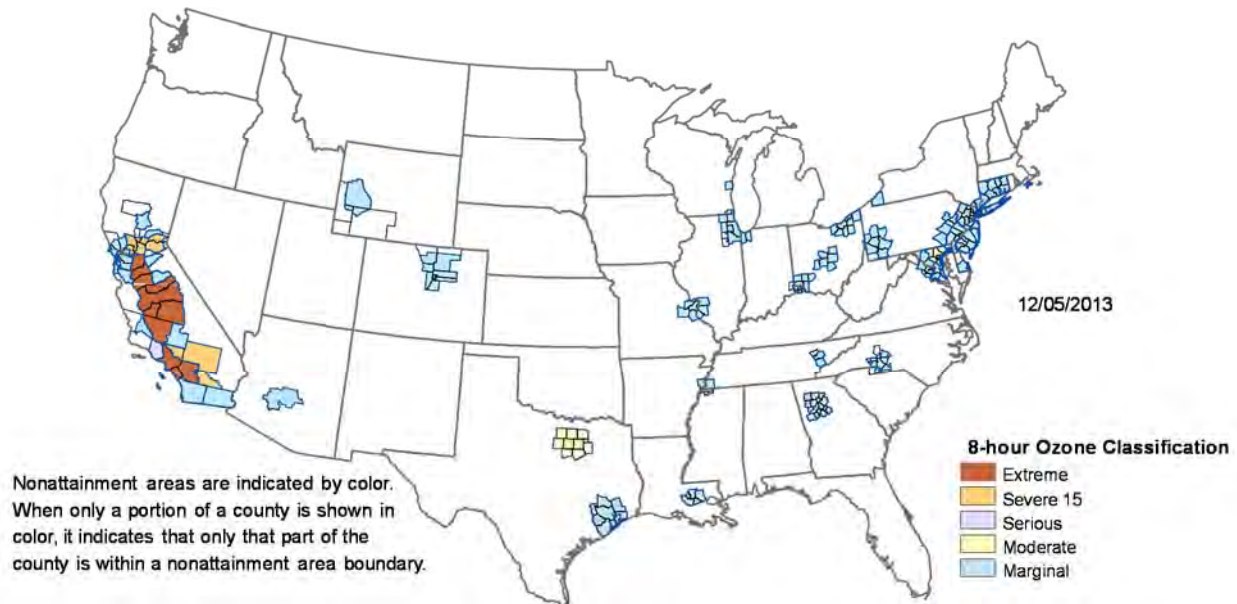 12/05/2013
Nonattainment areas are indicated by color.
When only a portion of a county is shown in
color, it indicates that only that part of the
county is within a nonattainment area boundary.
8-hour Ozone Classification
Extreme
Severe 15
Serious
Moderate
Marginal